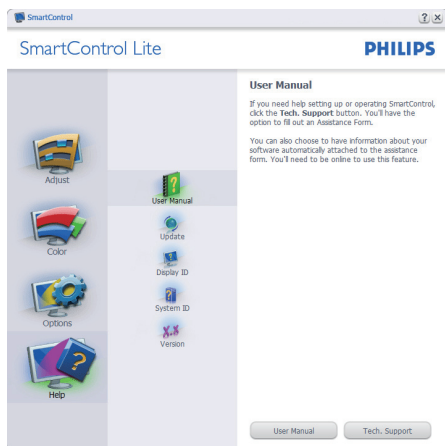 SmartControl
SmartControl Lite
PHILIPS
Adjust
Color
Options
Help
User Manual
Update
Display ID
System ID
X.X
Version
User Manual
If you need help setting up or operating SmartControl,
click the Tech. Support button. You'll have the
option to fill out an Assistance Form.
You can also choose to have information about your
software automatically attached to the assistance
form. You'll need to be online to use this feature.
User Manual
Tech. Support